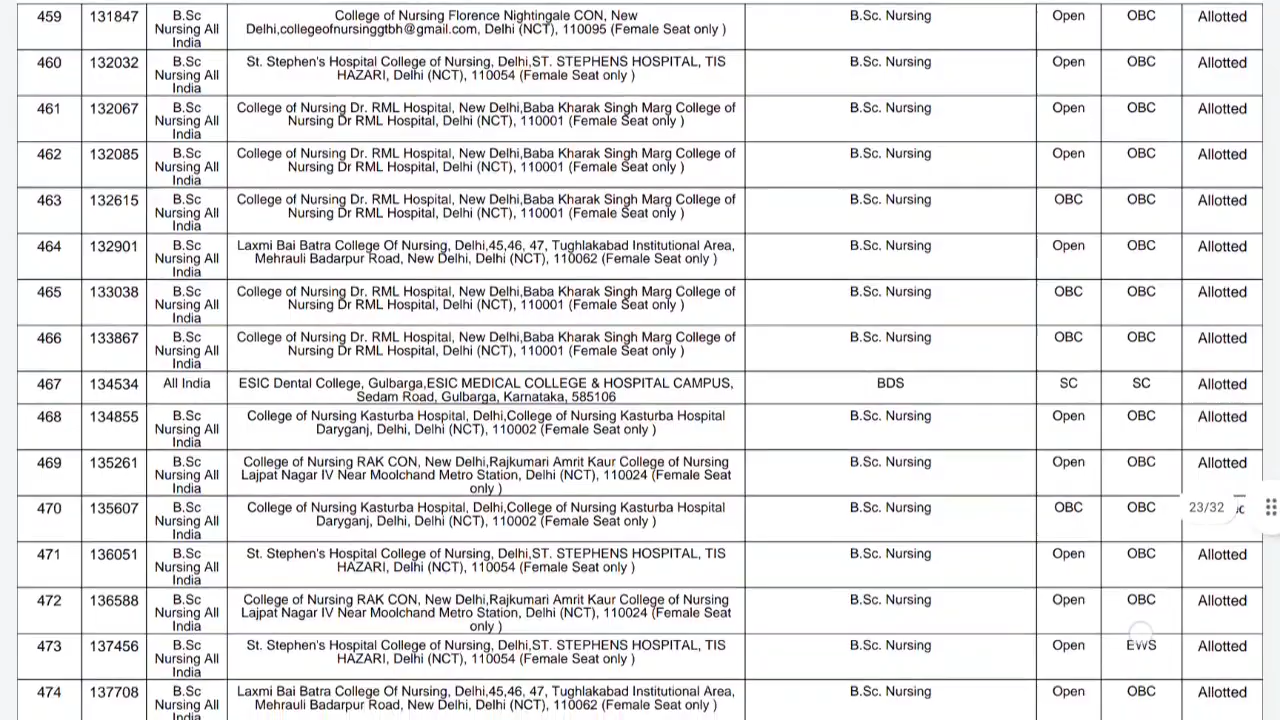 459 131847 B.Sc College of Nursing Florence Nightingale CON, New B.Sc. Nursing Open OBC Allotted
Nursing All Delhi,collegeofnursinggtbh@gmail.com, Delhi (NCT), 110095 (Female Seat only )
India
460 132032 B.Sc St. Stephen's Hospital College of Nursing, Delhi,ST. STEPHENS HOSPITAL, TIS B.Sc. Nursing Open OBC Allotted
Nursing All HAZARI, Delhi (NCT), 110054 (Female Seat only )
India
461 132067 B.Sc College of Nursing Dr. RML Hospital, New Delhi,Baba Kharak Singh Marg College of B.Sc. Nursing Open OBC Allotted
Nursing All Nursing Dr RML Hospital, Delhi (NCT), 110001 (Female Seat only )
India
462 132085 B.Sc College of Nursing Dr. RML Hospital, New Delhi,Baba Kharak Singh Marg College of B.Sc. Nursing Open OBC Allotted
Nursing All Nursing Dr RML Hospital, Delhi (NCT), 110001 (Female Seat only )
India
463 132615 B.Sc College of Nursing Dr. RML Hospital, New Delhi,Baba Kharak Singh Marg College of B.Sc. Nursing OBC OBC Allotted
Nursing All Nursing Dr RML Hospital, Delhi (NCT), 110001 (Female Seat only )
India
464 132901 B.Sc Laxmi Bai Batra College Of Nursing, Delhi,45,46, 47, Tughlakabad Institutional Area, B.Sc. Nursing Open OBC Allotted
Nursing All Mehrauli Badarpur Road, New Delhi, Delhi (NCT), 110062 (Female Seat only )
India
465 133038 B.Sc College of Nursing Dr. RML Hospital, New Delhi,Baba Kharak Singh Marg College of B.Sc. Nursing OBC OBC Allotted
Nursing All Nursing Dr RML Hospital, Delhi (NCT), 110001 (Female Seat only )
India
466 133867 B.Sc College of Nursing Dr. RML Hospital, New Delhi,Baba Kharak Singh Marg College of B.Sc. Nursing OBC OBC Allotted
Nursing All Nursing Dr RML Hospital, Delhi (NCT), 110001 (Female Seat only )
India
467 134534 All India ESIC Dental College, Gulbarga,ESIC MEDICAL COLLEGE & HOSPITAL CAMPUS, BDS SC SC Allotted
Sedam Road, Gulbarga, Karnataka, 585106
468 134855 B.Sc College of Nursing Kasturba Hospital, Delhi,College of Nursing Kasturba Hospital B.Sc. Nursing Open OBC Allotted
Nursing All Daryganj, Delhi, Delhi (NCT), 110002 (Female Seat only )
India
469 135261 B.Sc College of Nursing RAK CON, New Delhi,Rajkumari Amrit Kaur College of Nursing B.Sc. Nursing Open OBC Allotted
Nursing All Lajpat Nagar IV Near Moolchand Metro Station, Delhi (NCT), 110024 (Female Seat
India only )
470 135607 B.Sc College of Nursing Kasturba Hospital, Delhi,College of Nursing Kasturba Hospital B.Sc. Nursing OBC OBC 23/32
Nursing All Daryganj, Delhi, Delhi (NCT), 110002 (Female Seat only )
India
471 136051 B.Sc St. Stephen's Hospital College of Nursing, Delhi,ST. STEPHENS HOSPITAL, TIS B.Sc. Nursing Open OBC Allotted
Nursing All HAZARI, Delhi (NCT), 110054 (Female Seat only )
India
472 136588 B.Sc College of Nursing RAK CON, New Delhi,Rajkumari Amrit Kaur College of Nursing B.Sc. Nursing Open OBC Allotted
Nursing All Lajpat Nagar IV Near Moolchand Metro Station, Delhi (NCT), 110024 (Female Seat
India only )
473 137456 B.Sc St. Stephen's Hospital College of Nursing, Delhi,ST. STEPHENS HOSPITAL, TIS B.Sc. Nursing Open EWS Allotted
Nursing All HAZARI, Delhi (NCT), 110054 (Female Seat only )
India
474 137708 B.Sc Laxmi Bai Batra College Of Nursing, Delhi,45,46, 47, Tughlakabad Institutional Area, B.Sc. Nursing Open OBC Allotted
Nursing All Mehrauli Badarpur Road, New Delhi, Delhi (NCT), 110062 (Female Seat only )
India